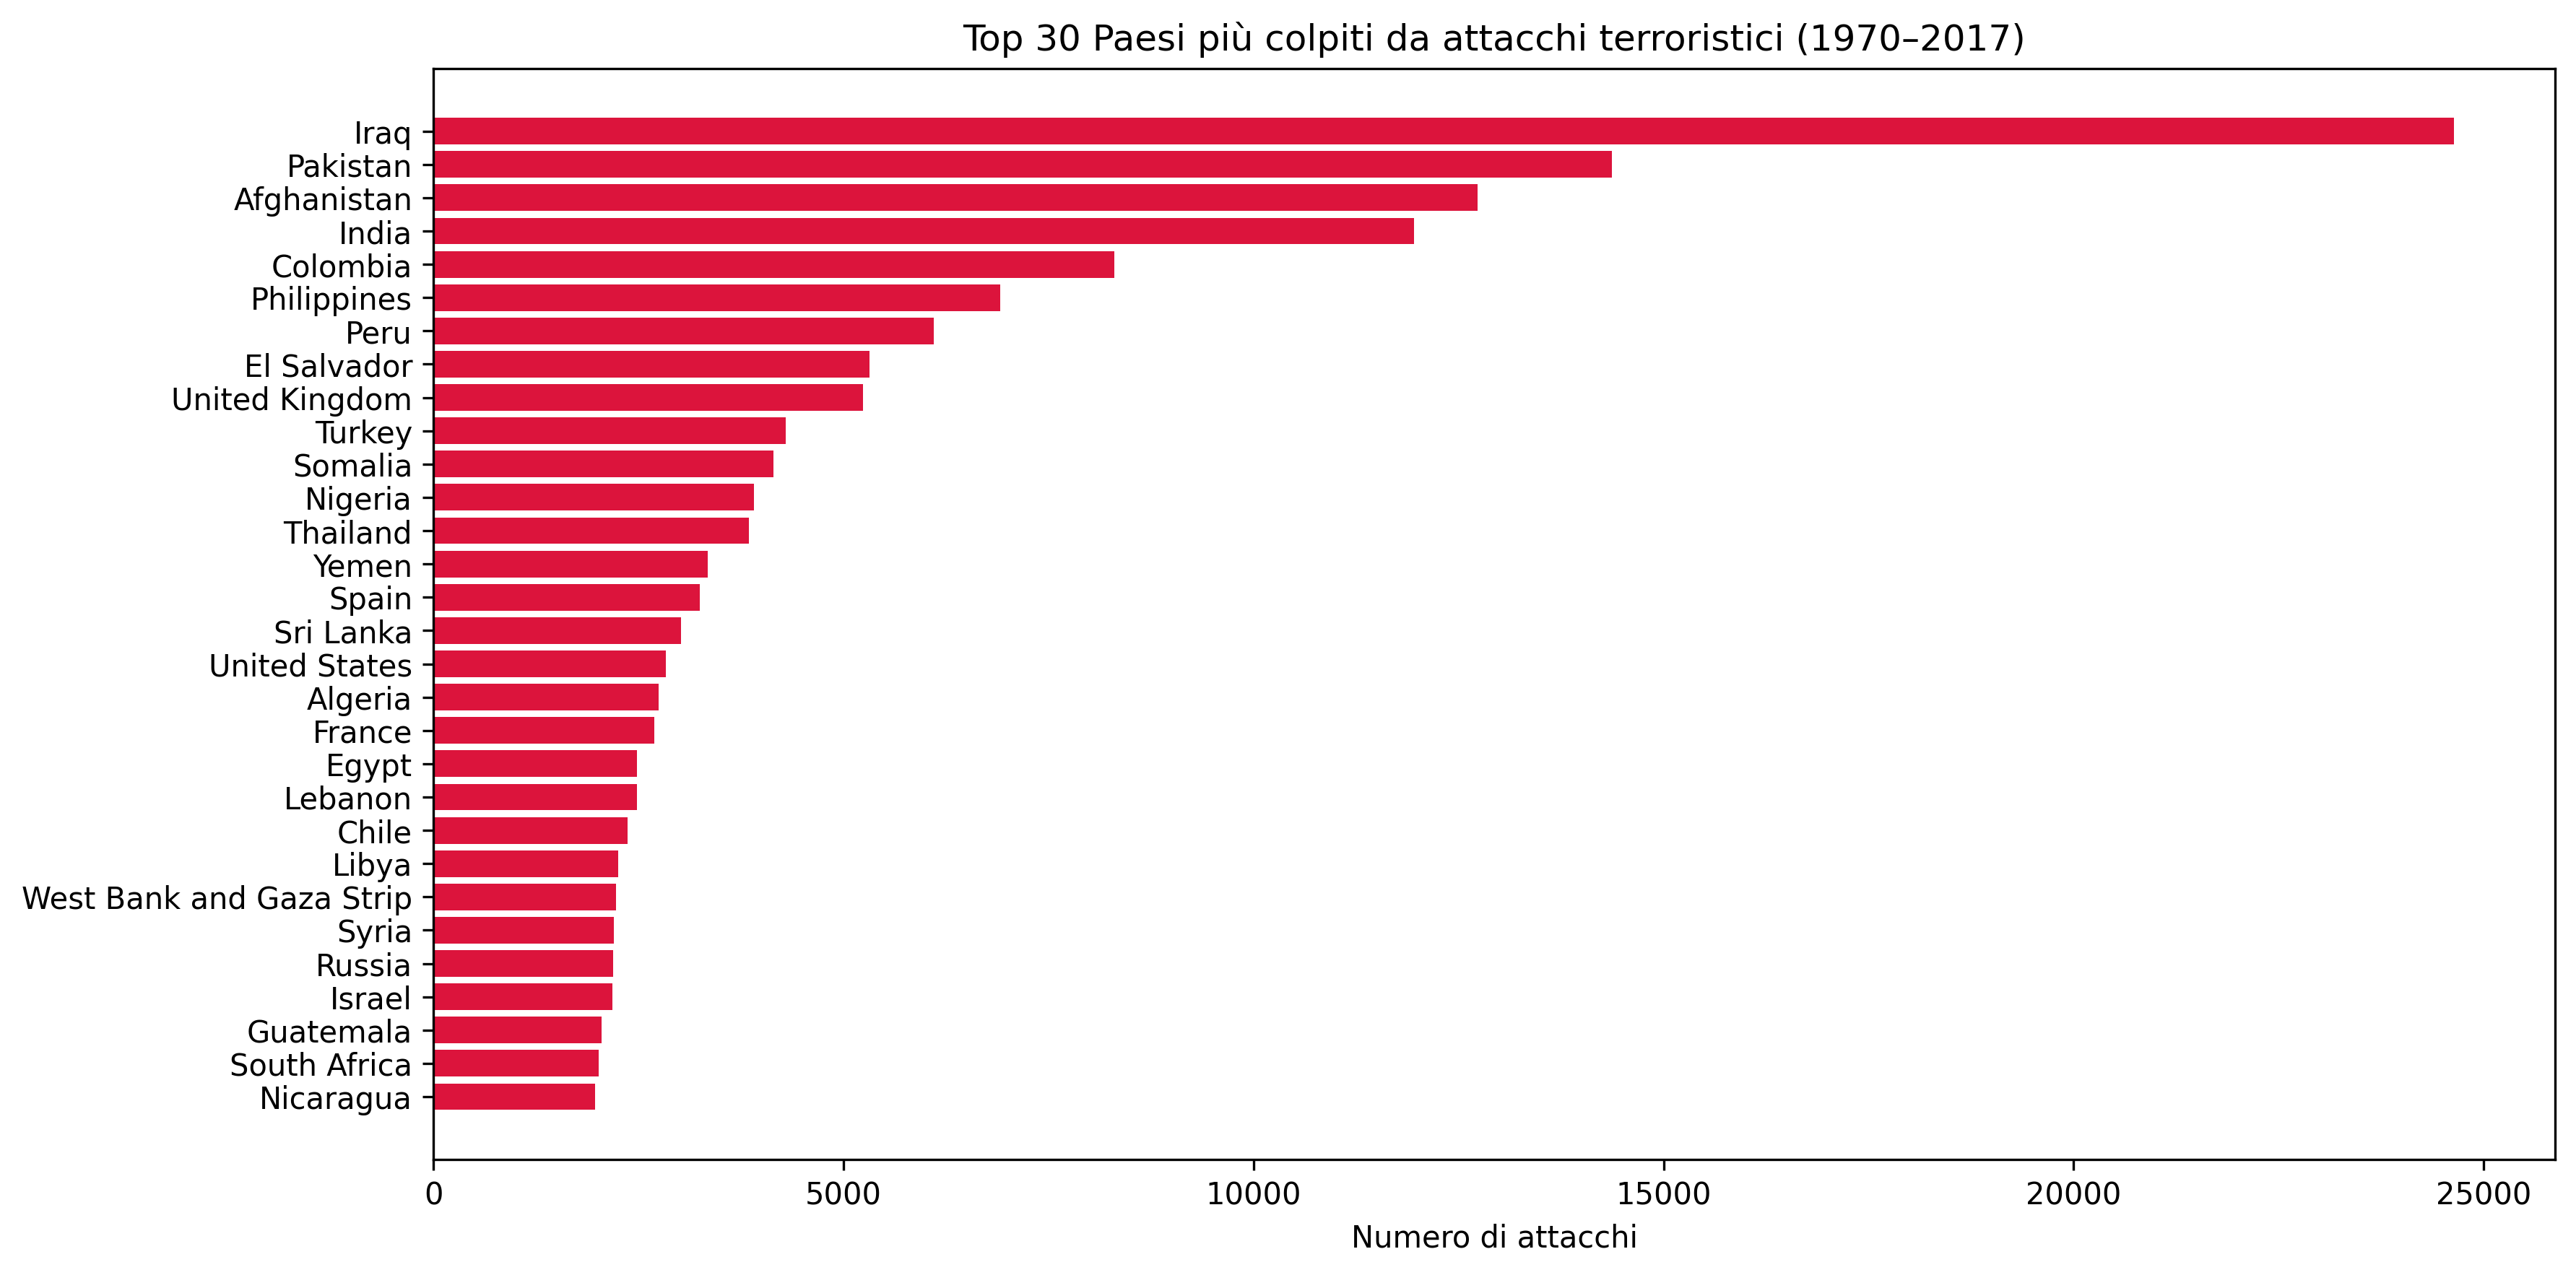 Top 30 Paesi più colpiti da attacchi terroristici (1970–2017)
Iraq
Pakistan
Afghanistan
India
Colombia
Philippines
Peru
El Salvador
United Kingdom
Turkey
Somalia
Nigeria
Thailand
Yemen
Spain
Sri Lanka
United States
Algeria
France
Egypt
Lebanon
Chile
Libya
West Bank and Gaza Strip
Syria
Russia
Israel
Guatemala
South Africa
Nicaragua
0 5000 10000 15000 20000 25000
Numero di attacchi